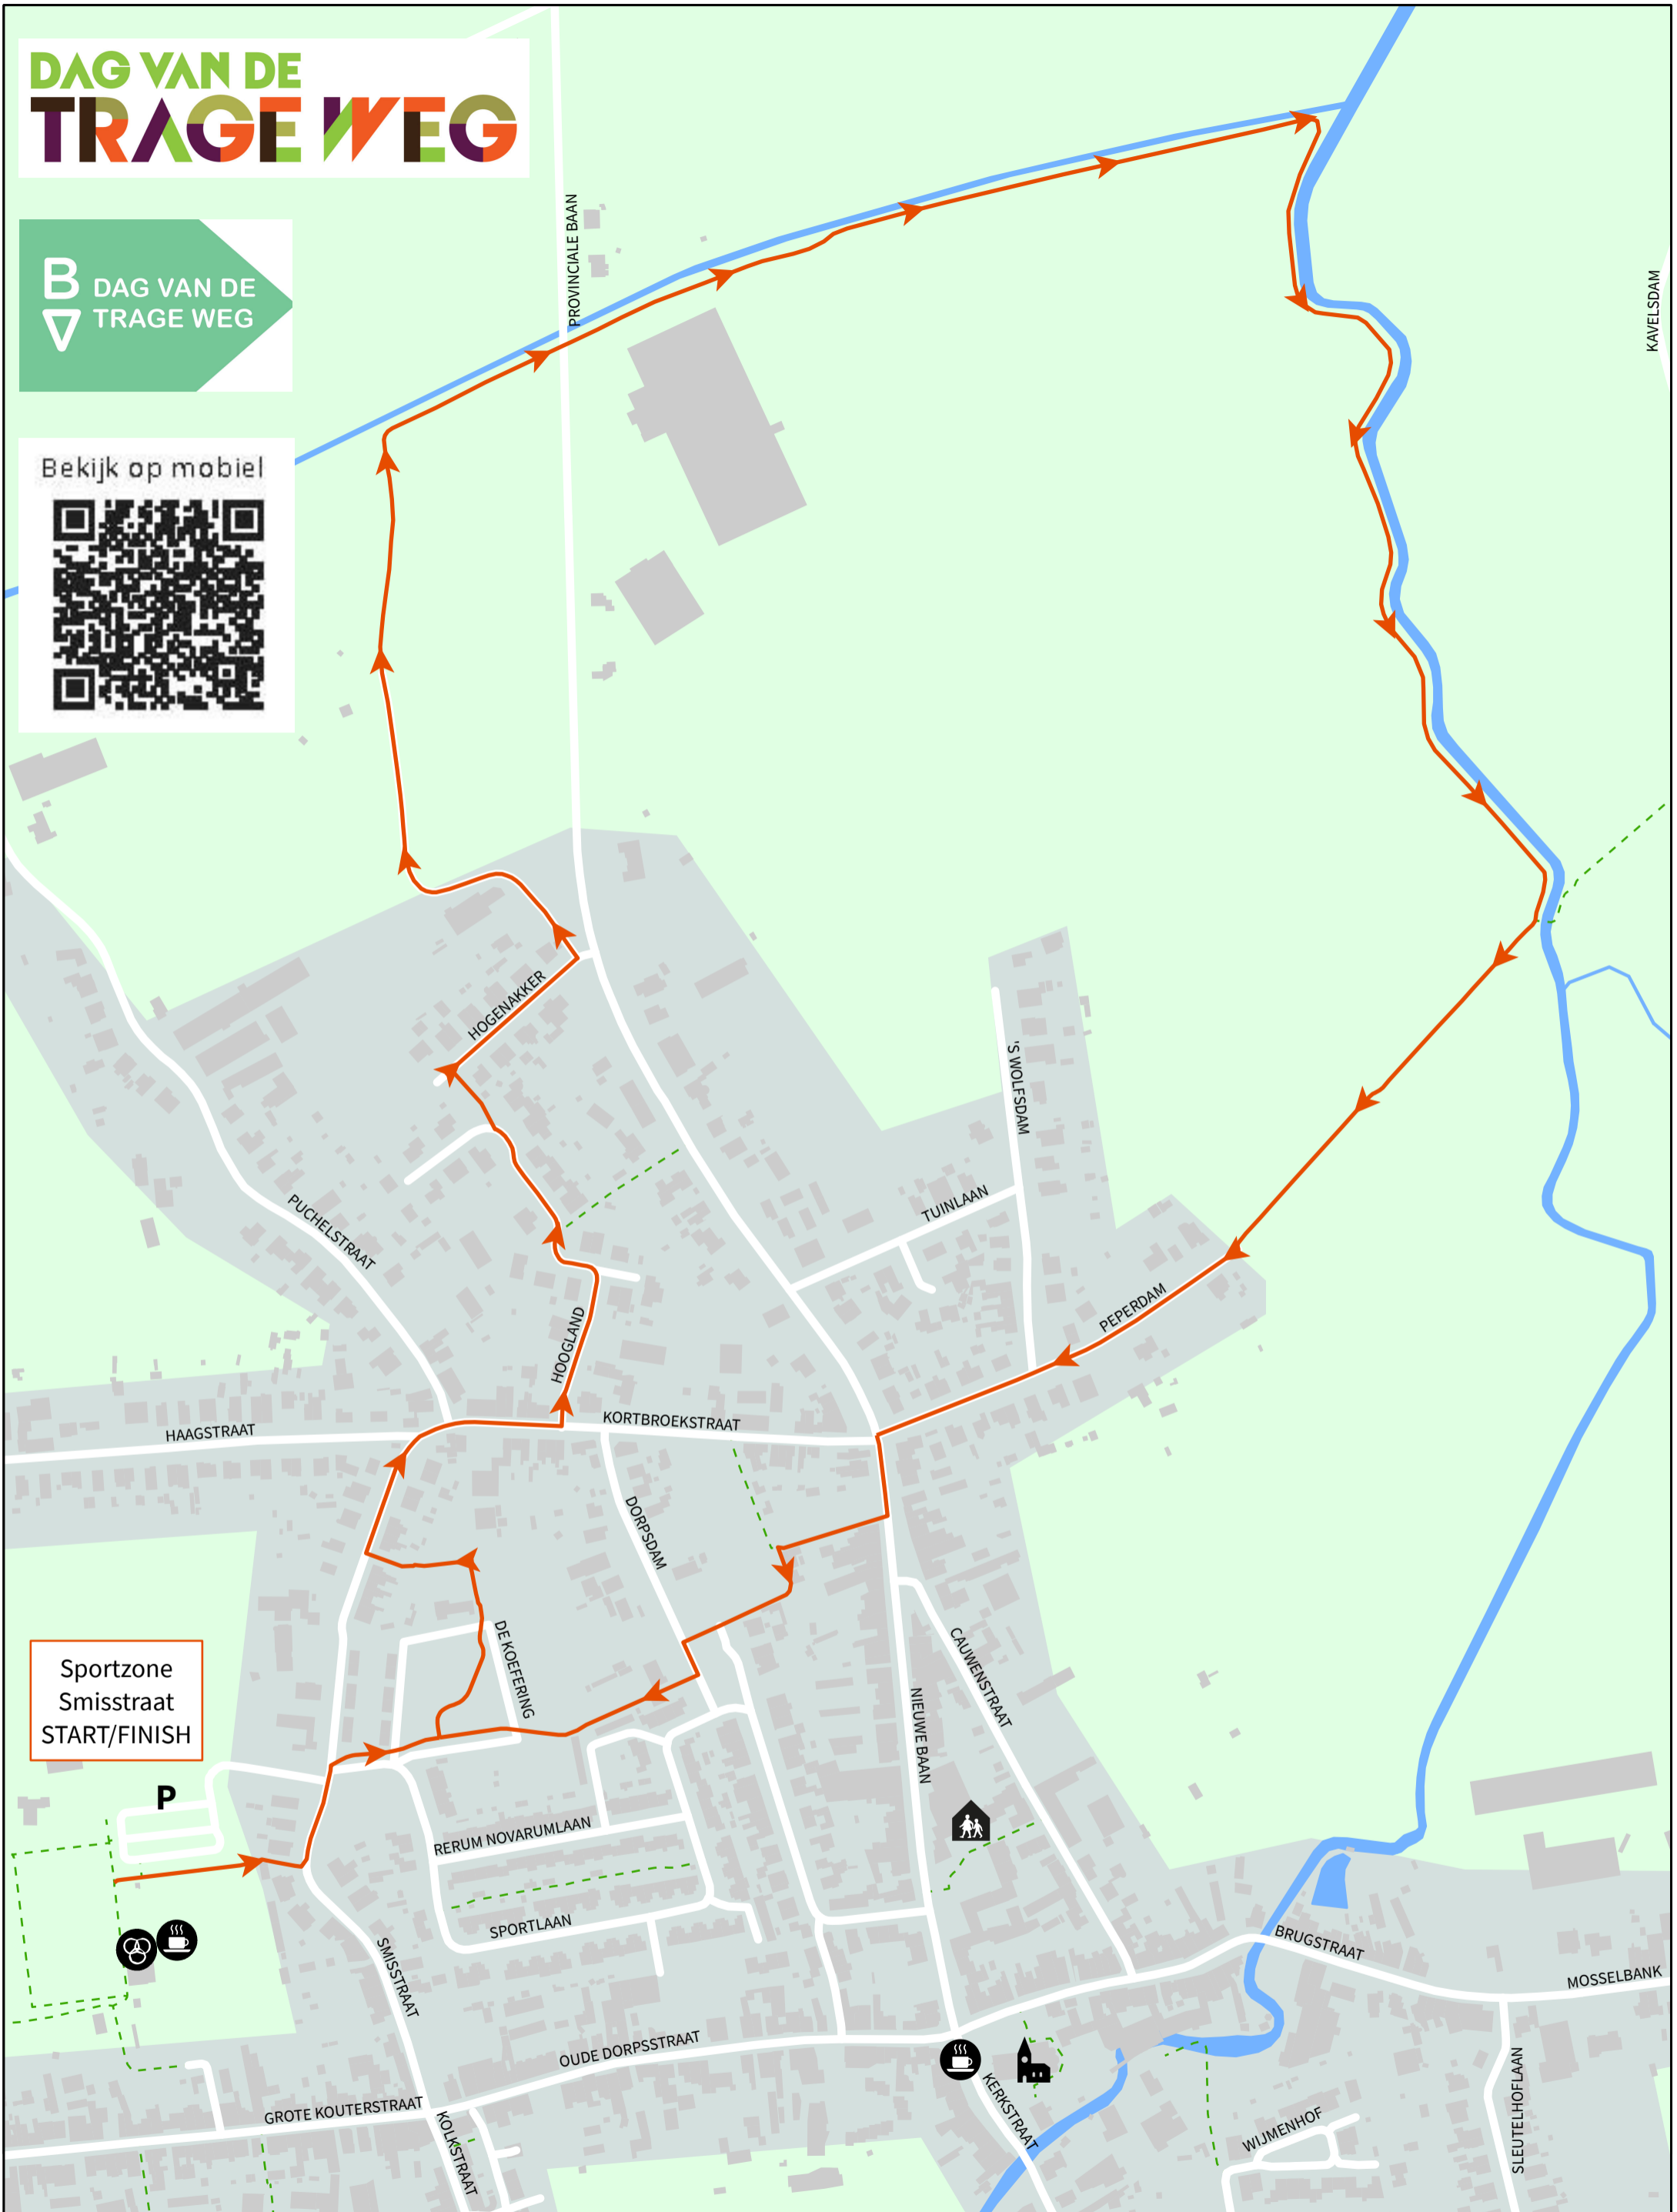 DAG VAN DE
TRAGE WEG
B DAG VAN DE
TRAGE WEG
Bekijk op mobiel
PROVINCIALE BAAN
KAVELSDAM
HOGENAKKER
'S WOLFSDAM
TUINLAAN
PUCHELSTRAAT
PEPERDAM
HOOGLAND
HAAGSTRAAT
KORTBROEKSTRAAT
DORPSDAM
DE KOEFERING
CAUWENSTRAAT
NIEUWE BAAN
Sportzone
Smisstraat
START/FINISH
P
RERUM NOVARUMLAAN
SPORTLAAN
SMISSTRAAT
BRUGSTRAAT
MOSSELBANK
OUDE DORPSSTRAAT
GROTE KOUTERSTRAAT
KOLKSTRAAT
KERKSTRAAT
WIJMENHOF
SLEUTELHOFLAAN